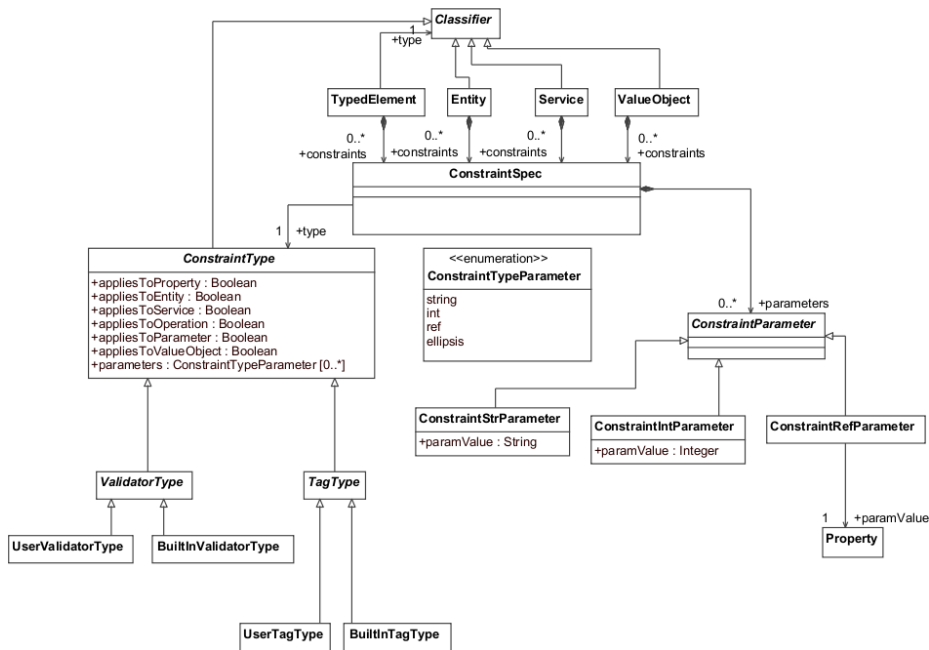 Classifier
1
+type
TypedElement
Entity
Service
ValueObject
0..*
0..*
0..*
0..*
+constraints
+constraints
+constraints
+constraints
ConstraintSpec
1
+type
ConstraintType
+appliesToProperty : Boolean
+appliesToEntity : Boolean
+appliesToService : Boolean
+appliesToOperation : Boolean
+appliesToParameter : Boolean
+appliesToValueObject : Boolean
+parameters : ConstraintTypeParameter [0..*]
<<enumeration>>
ConstraintTypeParameter
string
int
ref
ellipsis
0..*
+parameters
ConstraintParameter
ConstraintStrParameter
+paramValue : String
ConstraintIntParameter
+paramValue : Integer
ConstraintRefParameter
ValidatorType
TagType
1
+paramValue
Property
UserValidatorType
BuiltInValidatorType
UserTagType
BuiltInTagType